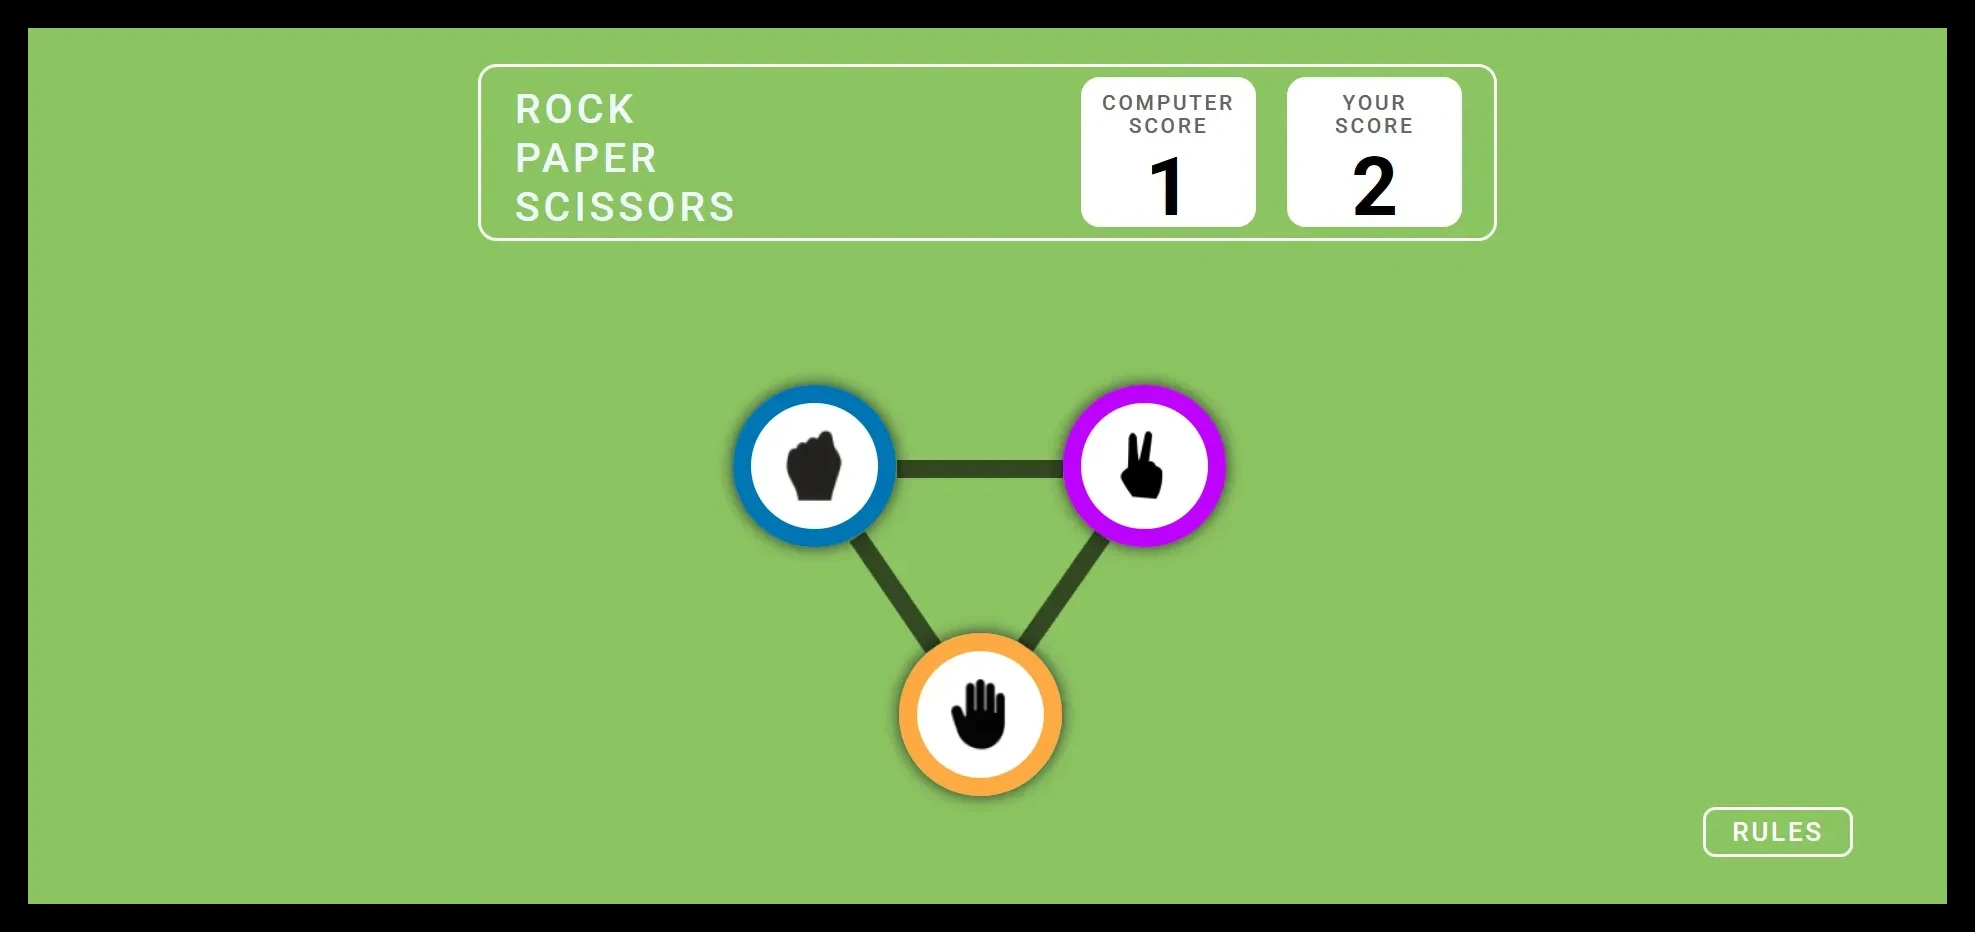 ROCK
PAPER
SCISSORS
COMPUTER
SCORE
1
YOUR
SCORE
2
RULES